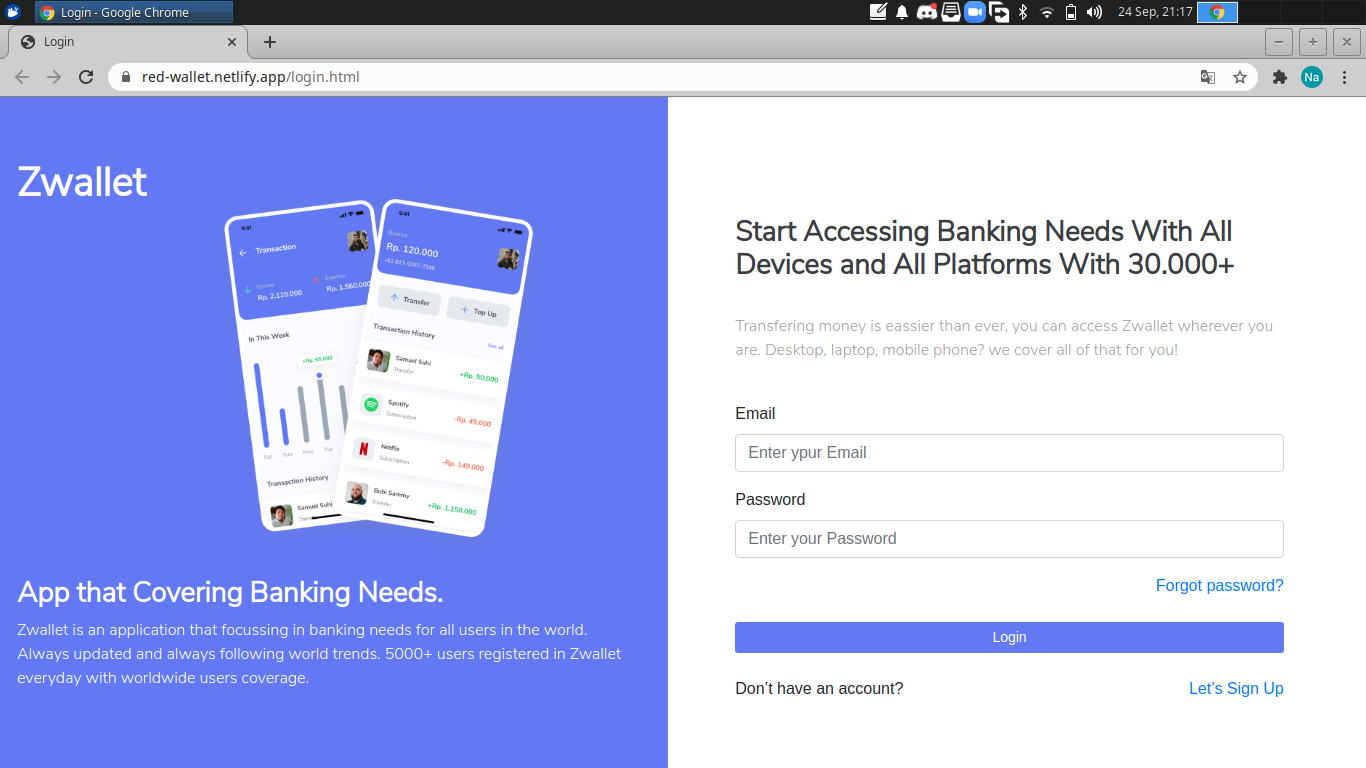 Login - Google Chrome
24 Sep, 21:17
Login
red-wallet.netlify.app/login.html
Na
Zwallet
9:41
Transaction
Income
Rp. 2.120.000
Expense
Rp. 1.560.000
In This Week
+Rp. 65.000
Sat
Sun
Mon
Tue
Transaction History
Samuel Suhi
9:41
Balance
Rp. 120.000
+62 813-9387-7946
Transfer
Top Up
Transaction History
See all
Samuel Suhi
Transfer
+Rp. 50.000
Spotify
Subscription
-Rp. 49.000
Netflix
Subscription
-Rp. 149.000
Bobi Sammy
Transfer
+Rp. 1.150.000
App that Covering Banking Needs.
Zwallet is an application that focussing in banking needs for all users in the world.
Always updated and always following world trends. 5000+ users registered in Zwallet
everyday with worldwide users coverage.
Start Accessing Banking Needs With All
Devices and All Platforms With 30.000+
Transfering money is eassier than ever, you can access Zwallet wherever you
are. Desktop, laptop, mobile phone? we cover all of that for you!
Email
Enter ypur Email
Password
Enter your Password
Forgot password?
Login
Don't have an account?
Let's Sign Up